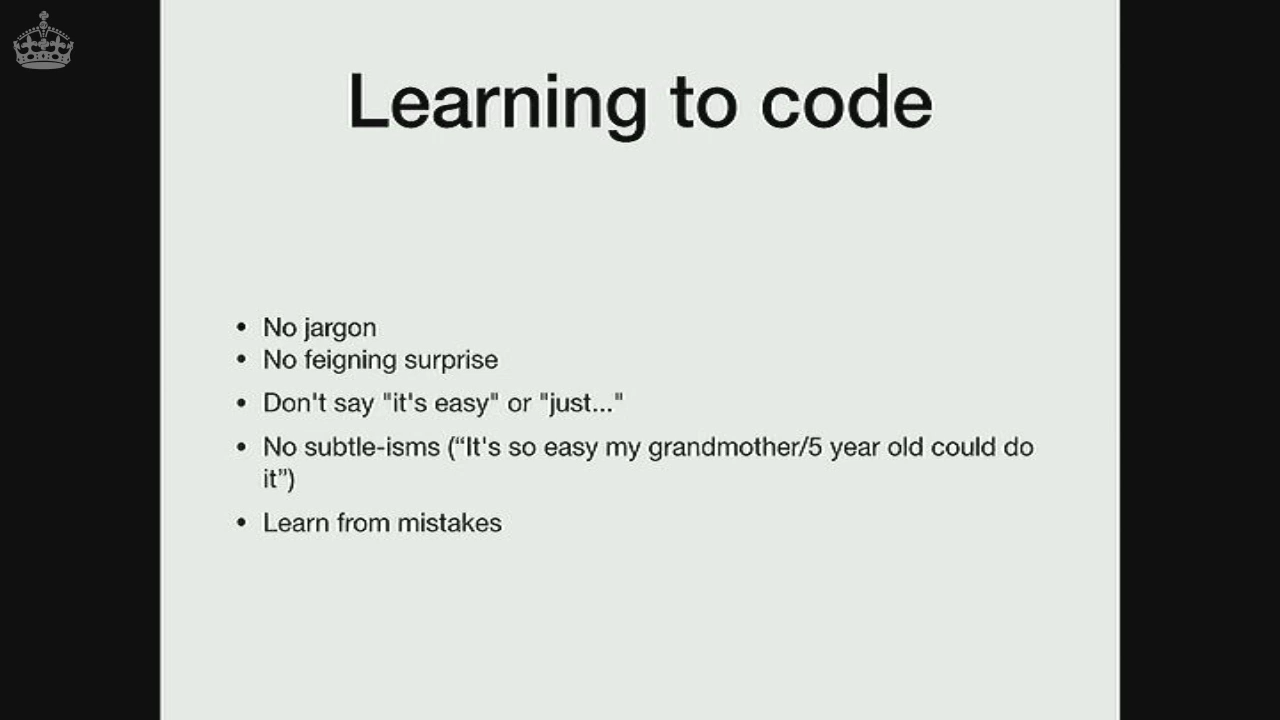 Learning to code
• No jargon
• No feigning surprise
• Don't say "it's easy" or "just..."
• No subtle-isms (“It's so easy my grandmother/5 year old could do
it”)
• Learn from mistakes